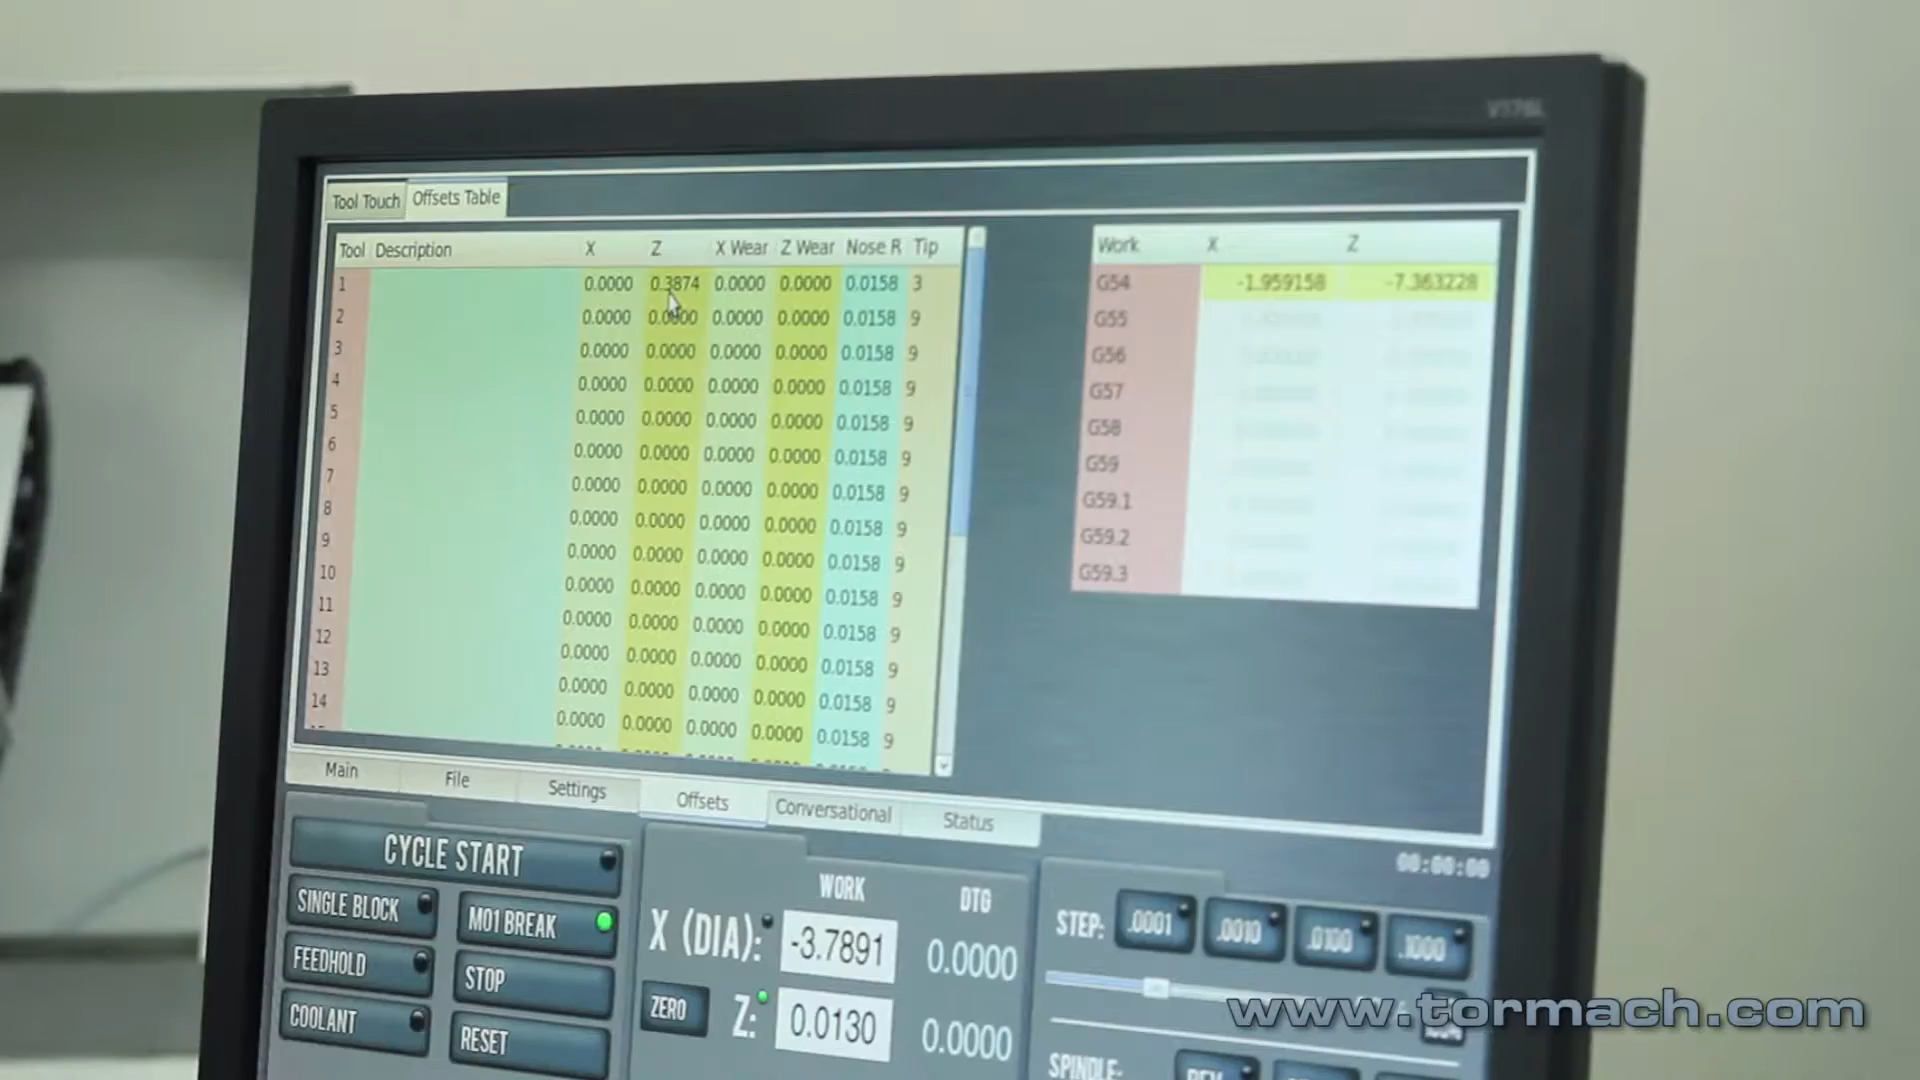 Tool Touch Offsets Table
Tool Description X Z X Wear Z Wear Nose R Tip
1 0.0000 0.3874 0.0000 0.0000 0.0158 3
2 0.0000 0.0000 0.0000 0.0000 0.0158 9
3 0.0000 0.0000 0.0000 0.0000 0.0158 9
4 0.0000 0.0000 0.0000 0.0000 0.0158 9
5 0.0000 0.0000 0.0000 0.0000 0.0158 9
6 0.0000 0.0000 0.0000 0.0000 0.0158 9
7 0.0000 0.0000 0.0000 0.0000 0.0158 9
8 0.0000 0.0000 0.0000 0.0000 0.0158 9
9 0.0000 0.0000 0.0000 0.0000 0.0158 9
10 0.0000 0.0000 0.0000 0.0000 0.0158 9
11 0.0000 0.0000 0.0000 0.0000 0.0158 9
12 0.0000 0.0000 0.0000 0.0000 0.0158 9
13 0.0000 0.0000 0.0000 0.0000 0.0158 9
14 0.0000 0.0000 0.0000 0.0000 0.0158 9
Work X Z
G54 -1.959158 -7.363228
G55
G56
G57
G58
G59
G59.1
G59.2
G59.3
Main File Settings Offsets Conversational Status
00:00:00
CYCLE START
SINGLE BLOCK M01 BREAK
FEEDHOLD STOP
COOLANT RESET
WORK DTG
X (DIA): -3.7891 0.0000
ZERO Z: 0.0130 0.0000
STEP: .0001 .0010 .0100 .1000
SPINDLE:
www.tormach.com